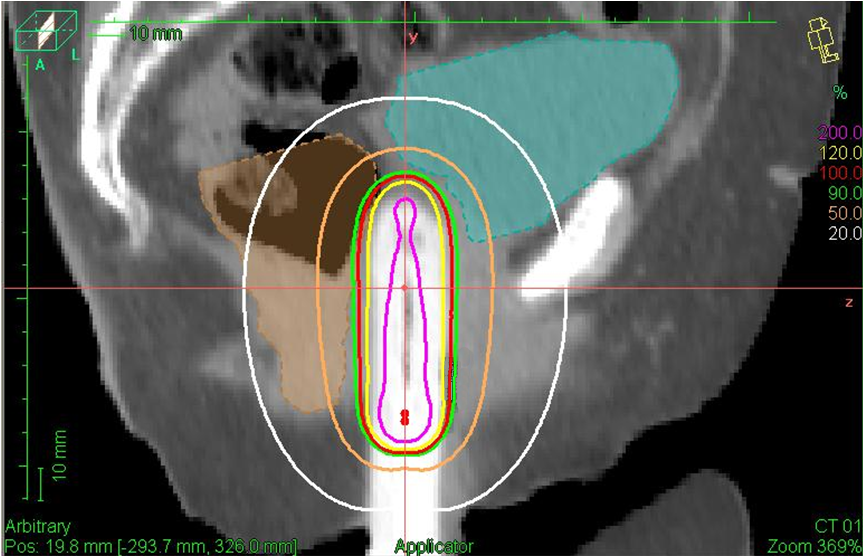 10 mm
A
L
y
%
200.0
120.0
100.0
90.0
50.0
20.0
z
10 mm
Arbitrary
CT 01
Pos: 19.8 mm [-293.7 mm, 326.0 mm]
Applicator
Zoom 369%